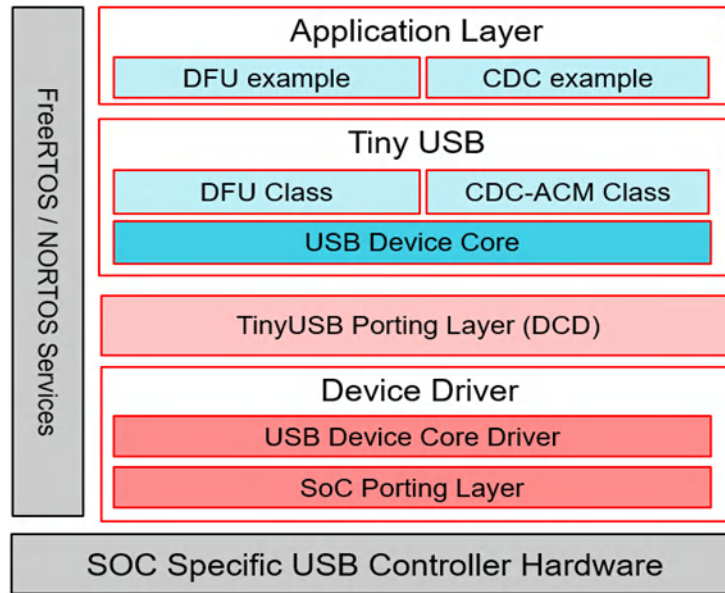 FreeRTOS / NORTOS Services
Application Layer
DFU example
CDC example
Tiny USB
DFU Class
CDC-ACM Class
USB Device Core
TinyUSB Porting Layer (DCD)
Device Driver
USB Device Core Driver
SoC Porting Layer
SOC Specific USB Controller Hardware